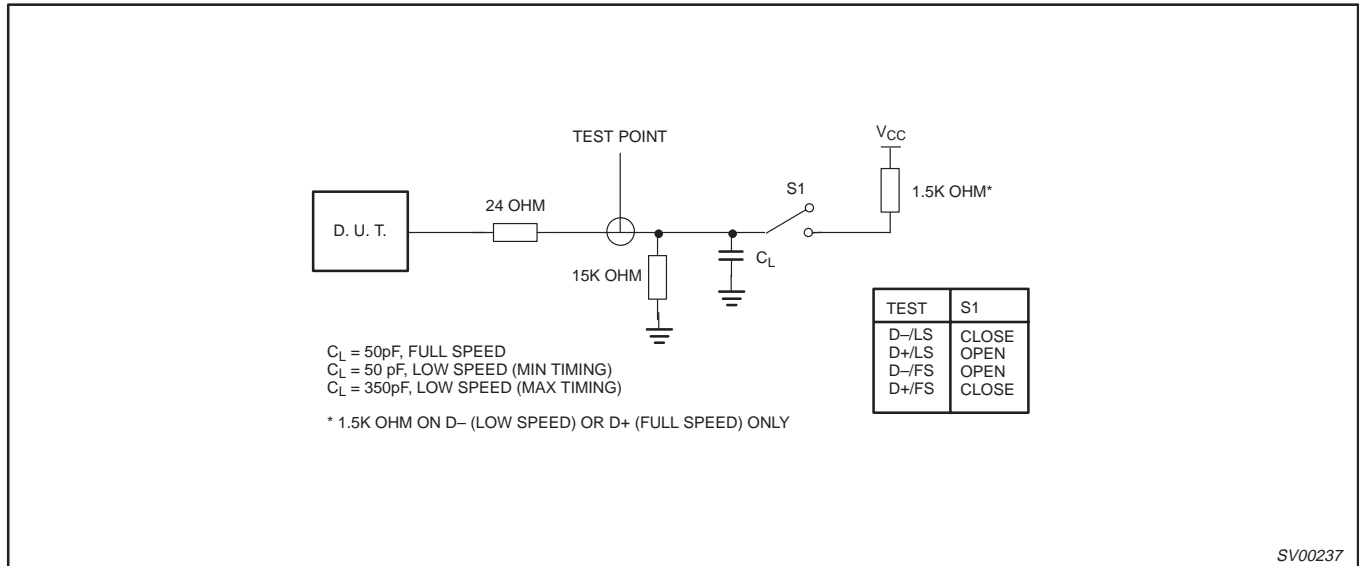 TEST POINT
VCC
S1
1.5K OHM*
24 OHM
D. U. T.
CL
15K OHM
TEST S1
D–/LS CLOSE
D+/LS OPEN
D–/FS OPEN
D+/FS CLOSE
CL = 50pF, FULL SPEED
CL = 50 pF, LOW SPEED (MIN TIMING)
CL = 350pF, LOW SPEED (MAX TIMING)
* 1.5K OHM ON D– (LOW SPEED) OR D+ (FULL SPEED) ONLY
SV00237